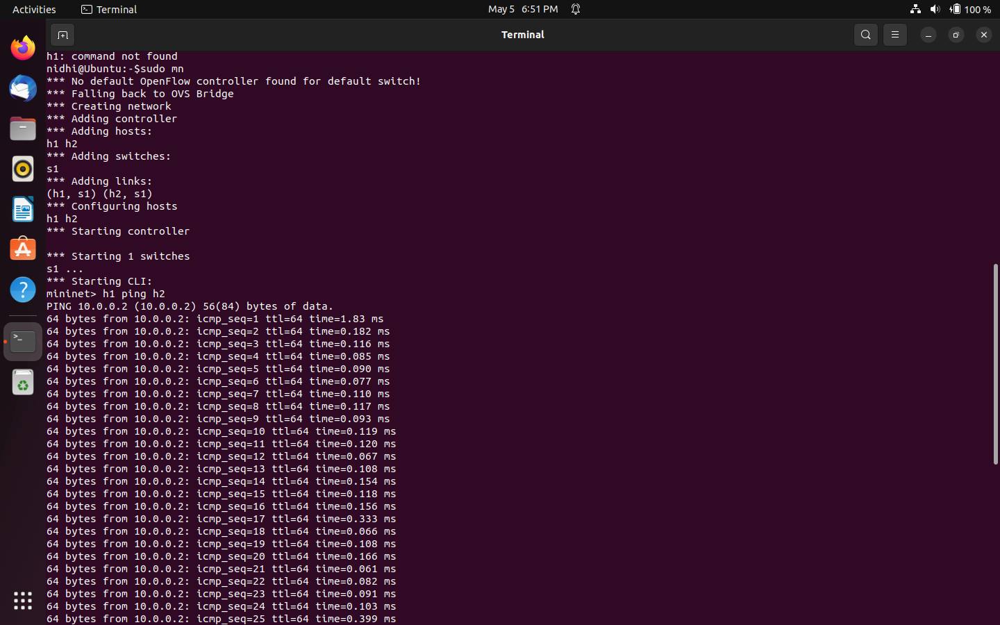 Activities Terminal May 5 6:51 PM 100 %
Terminal
h1: command not found
nidhi@Ubuntu:-$sudo mn
*** No default OpenFlow controller found for default switch!
*** Falling back to OVS Bridge
*** Creating network
*** Adding controller
*** Adding hosts:
h1 h2
*** Adding switches:
s1
*** Adding links:
(h1, s1) (h2, s1)
*** Configuring hosts
h1 h2
*** Starting controller
*** Starting 1 switches
s1 ...
*** Starting CLI:
mininet> h1 ping h2
PING 10.0.0.2 (10.0.0.2) 56(84) bytes of data.
64 bytes from 10.0.0.2: icmp_seq=1 ttl=64 time=1.83 ms
64 bytes from 10.0.0.2: icmp_seq=2 ttl=64 time=0.182 ms
64 bytes from 10.0.0.2: icmp_seq=3 ttl=64 time=0.116 ms
64 bytes from 10.0.0.2: icmp_seq=4 ttl=64 time=0.085 ms
64 bytes from 10.0.0.2: icmp_seq=5 ttl=64 time=0.090 ms
64 bytes from 10.0.0.2: icmp_seq=6 ttl=64 time=0.077 ms
64 bytes from 10.0.0.2: icmp_seq=7 ttl=64 time=0.110 ms
64 bytes from 10.0.0.2: icmp_seq=8 ttl=64 time=0.117 ms
64 bytes from 10.0.0.2: icmp_seq=9 ttl=64 time=0.093 ms
64 bytes from 10.0.0.2: icmp_seq=10 ttl=64 time=0.119 ms
64 bytes from 10.0.0.2: icmp_seq=11 ttl=64 time=0.120 ms
64 bytes from 10.0.0.2: icmp_seq=12 ttl=64 time=0.067 ms
64 bytes from 10.0.0.2: icmp_seq=13 ttl=64 time=0.108 ms
64 bytes from 10.0.0.2: icmp_seq=14 ttl=64 time=0.154 ms
64 bytes from 10.0.0.2: icmp_seq=15 ttl=64 time=0.118 ms
64 bytes from 10.0.0.2: icmp_seq=16 ttl=64 time=0.156 ms
64 bytes from 10.0.0.2: icmp_seq=17 ttl=64 time=0.333 ms
64 bytes from 10.0.0.2: icmp_seq=18 ttl=64 time=0.066 ms
64 bytes from 10.0.0.2: icmp_seq=19 ttl=64 time=0.108 ms
64 bytes from 10.0.0.2: icmp_seq=20 ttl=64 time=0.166 ms
64 bytes from 10.0.0.2: icmp_seq=21 ttl=64 time=0.061 ms
64 bytes from 10.0.0.2: icmp_seq=22 ttl=64 time=0.082 ms
64 bytes from 10.0.0.2: icmp_seq=23 ttl=64 time=0.091 ms
64 bytes from 10.0.0.2: icmp_seq=24 ttl=64 time=0.103 ms
64 bytes from 10.0.0.2: icmp_seq=25 ttl=64 time=0.399 ms